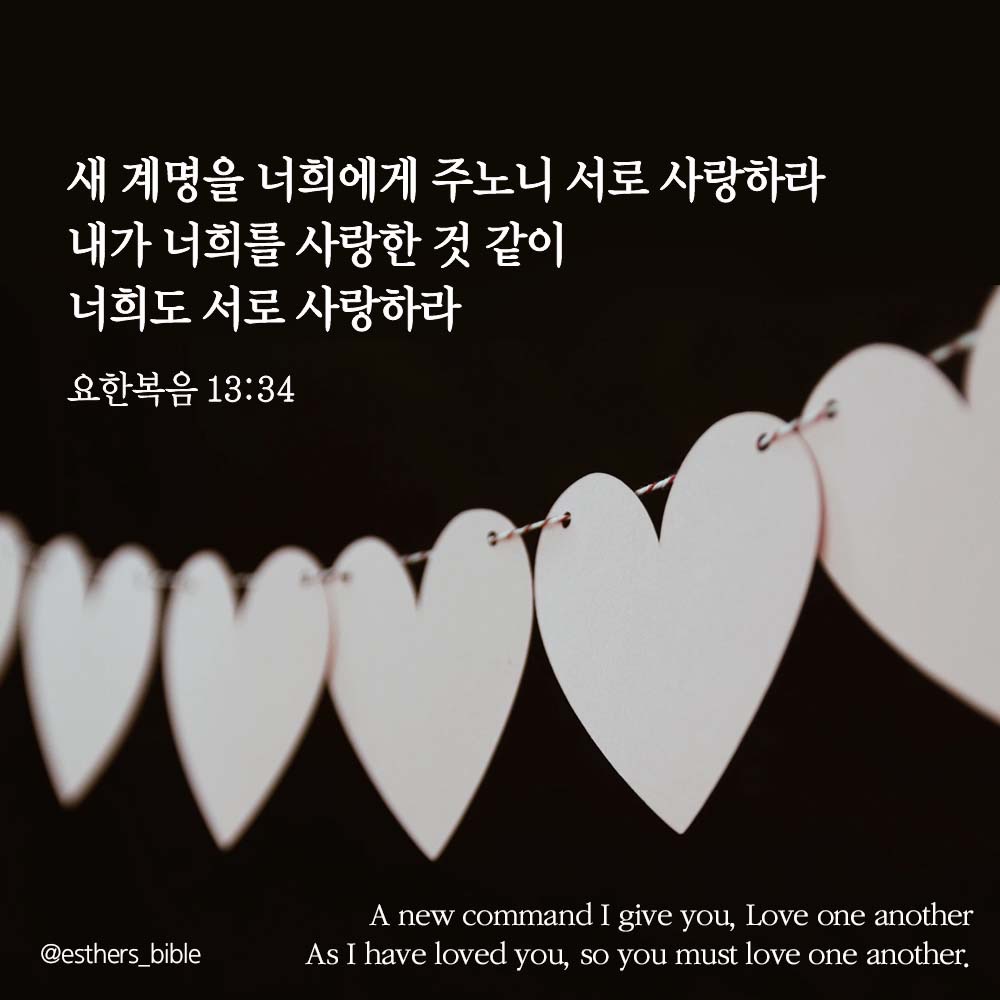 새 계명을 너희에게 주노니 서로 사랑하라
내가 너희를 사랑한 것 같이
너희도 서로 사랑하라
요한복음 13:34
A new command I give you, Love one another
As I have loved you, so you must love one another.
@esthers_bible